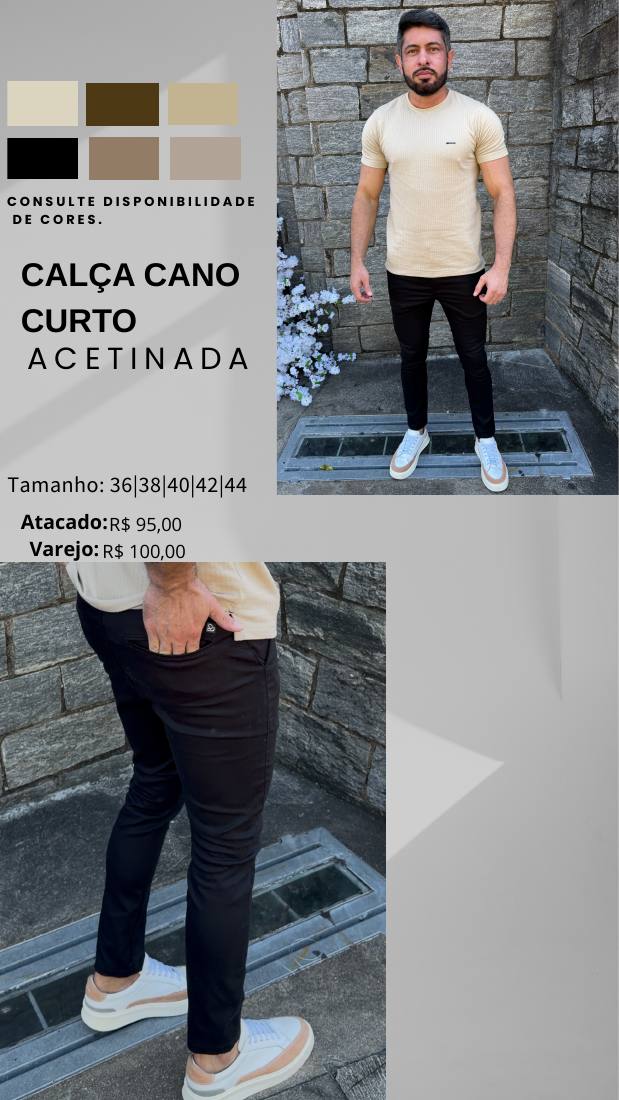 CONSULTE DISPONIBILIDADE
DE CORES.
CALÇA CANO
CURTO
ACETINADA
Tamanho: 36|38|40|42|44
Atacado: R$ 95,00
Varejo: R$ 100,00